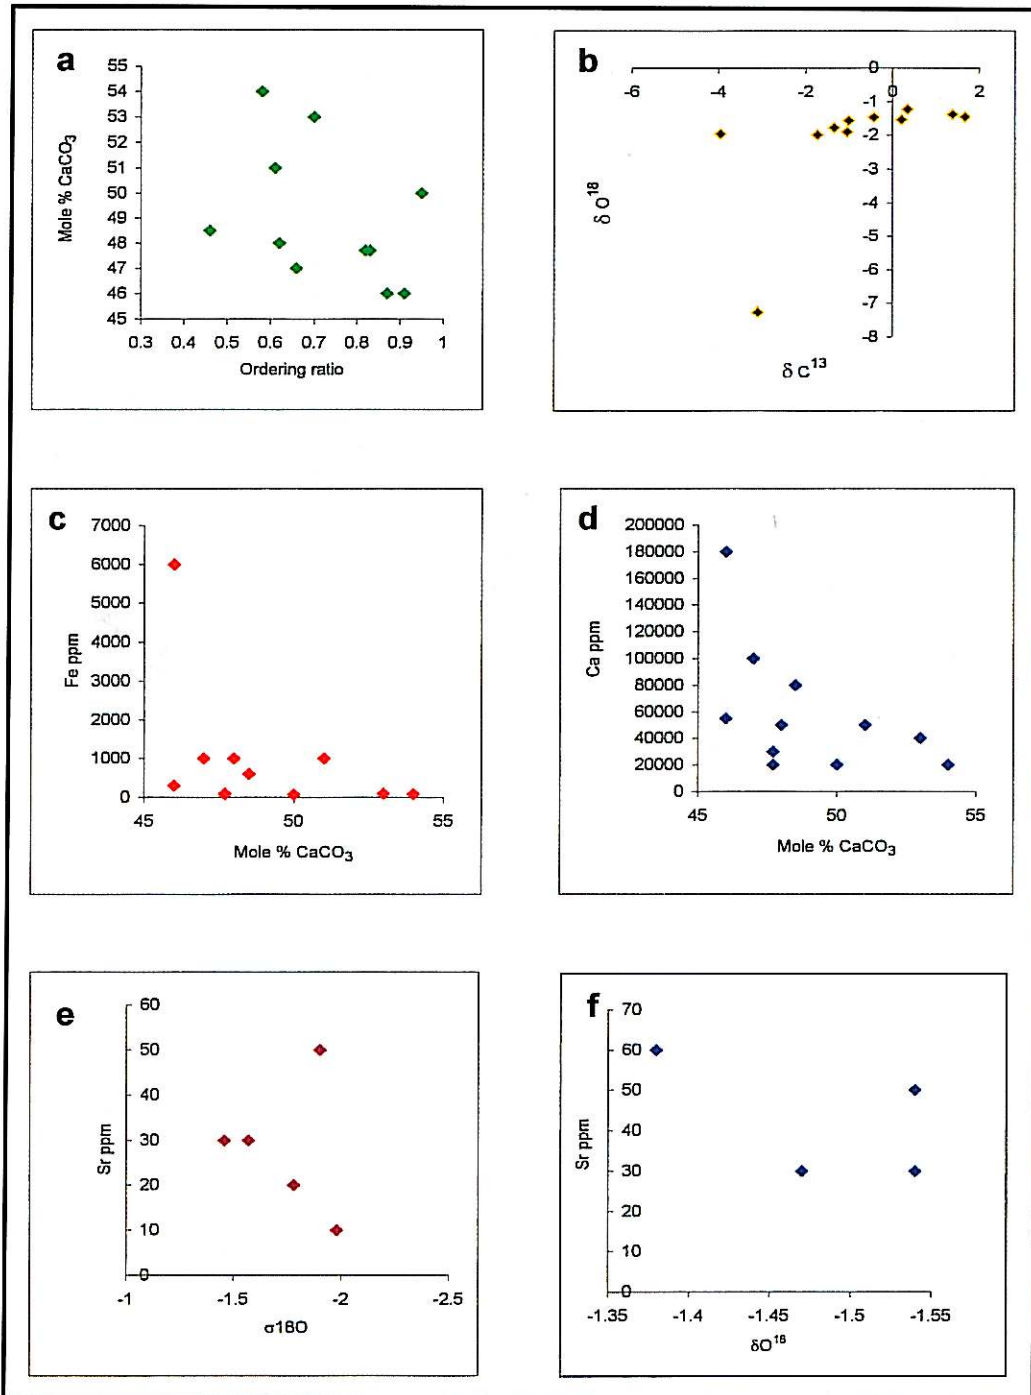 a
Mole % CaCO3
55
54
53
52
51
50
49
48
47
46
45
0.3 0.4 0.5 0.6 0.7 0.8 0.9 1
Ordering ratio
b
-6 -4 -2 0 2
0
-1
-2
-3
-4
-5
-6
-7
-8
δ O18
δ C13
c
Fe ppm
7000
6000
5000
4000
3000
2000
1000
0
45 50 55
Mole % CaCO3
d
Ca ppm
200000
180000
160000
140000
120000
100000
80000
60000
40000
20000
0
45 50 55
Mole % CaCO3
e
Sr ppm
60
50
40
30
20
10
0
-1 -1.5 -2 -2.5
σ18O
f
Sr ppm
70
60
50
40
30
20
10
0
-1.35 -1.4 -1.45 -1.5 -1.55
δO18